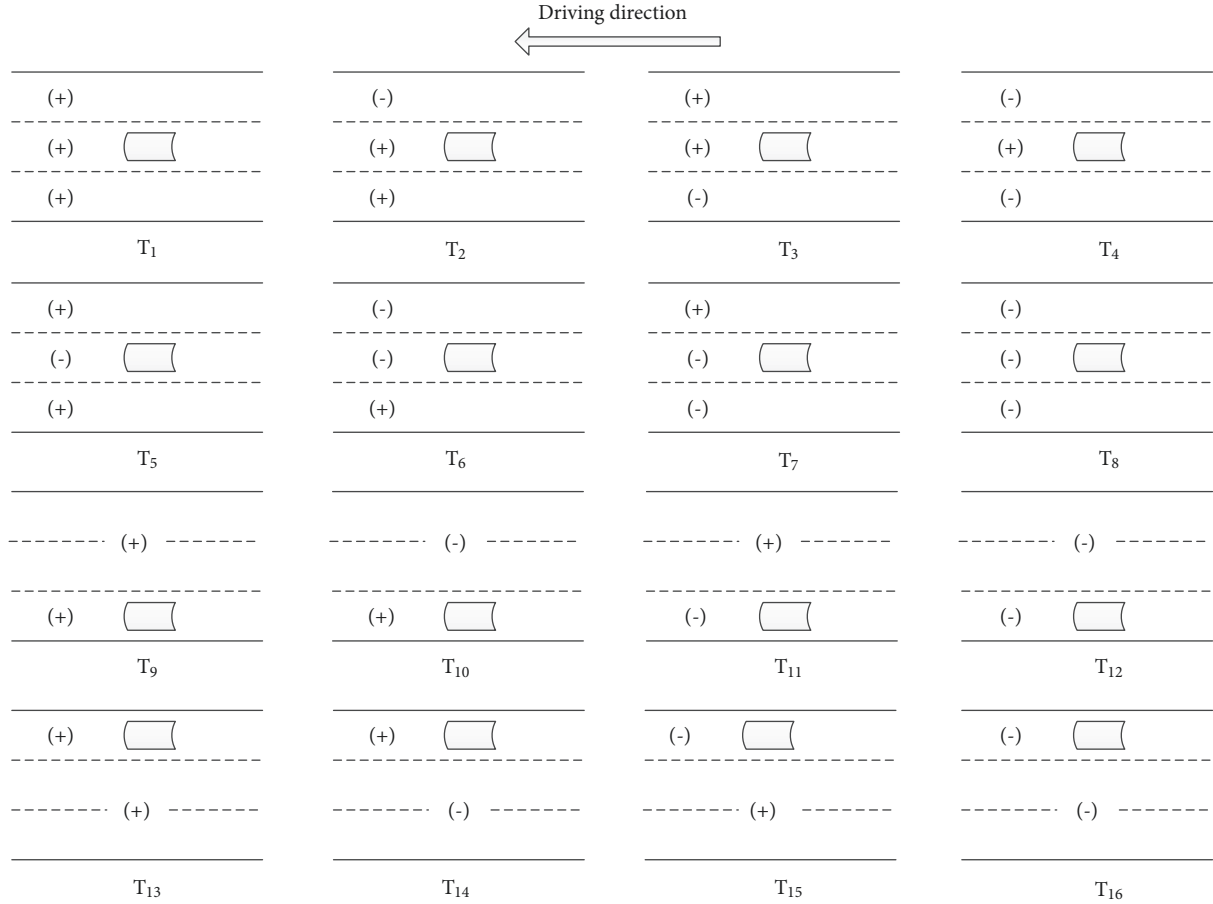 Driving direction
(+) (-) (+) (-)
(+) (+) (+) (+)
(+) (+) (-) (-)
T₁ T₂ T₃ T₄
(+) (-) (+) (-)
(-) (-) (-) (-)
(+) (+) (-) (-)
T₅ T₆ T₇ T₈
(+) (-) (+) (-)
(+) (+) (-) (-)
T₉ T₁₀ T₁₁ T₁₂
(+) (+) (-) (-)
(+) (-) (+) (-)
T₁₃ T₁₄ T₁₅ T₁₆